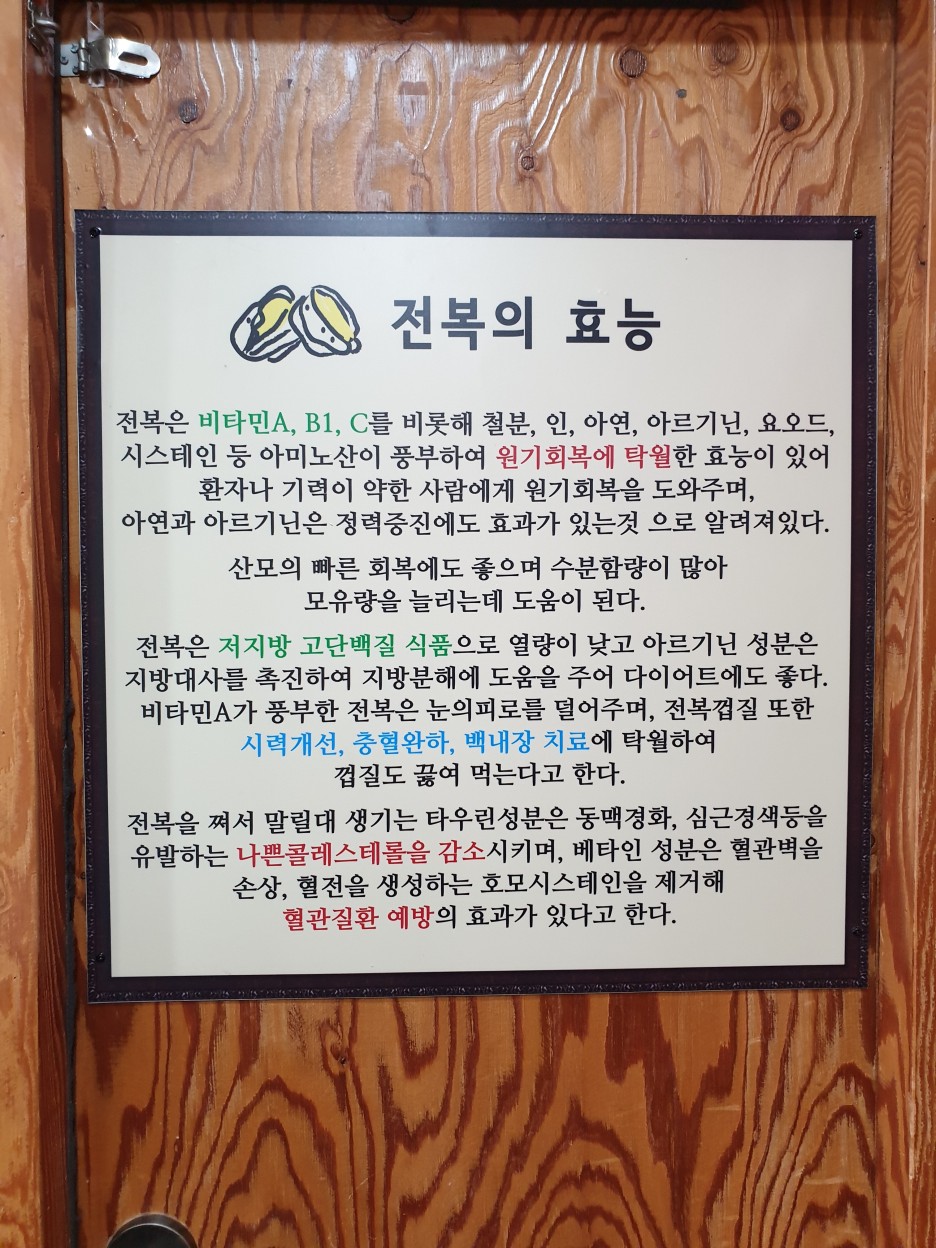 전복의 효능
전복은 비타민A, B1, C를 비롯해 철분, 인, 아연, 아르기닌, 요오드,
시스테인 등 아미노산이 풍부하여 원기회복에 탁월한 효능이 있어
환자나 기력이 약한 사람에게 원기회복을 도와주며,
아연과 아르기닌은 정력증진에도 효과가 있는것 으로 알려져있다.
산모의 빠른 회복에도 좋으며 수분함량이 많아
모유량을 늘리는데 도움이 된다.
전복은 저지방 고단백질 식품으로 열량이 낮고 아르기닌 성분은
지방대사를 촉진하여 지방분해에 도움을 주어 다이어트에도 좋다.
비타민A가 풍부한 전복은 눈의피로를 덜어주며, 전복껍질 또한
시력개선, 충혈완하, 백내장 치료에 탁월하여
껍질도 끓여 먹는다고 한다.
전복을 쪄서 말릴대 생기는 타우린성분은 동맥경화, 심근경색등을
유발하는 나쁜콜레스테롤을 감소시키며, 베타인 성분은 혈관벽을
손상, 혈전을 생성하는 호모시스테인을 제거해
혈관질환 예방의 효과가 있다고 한다.